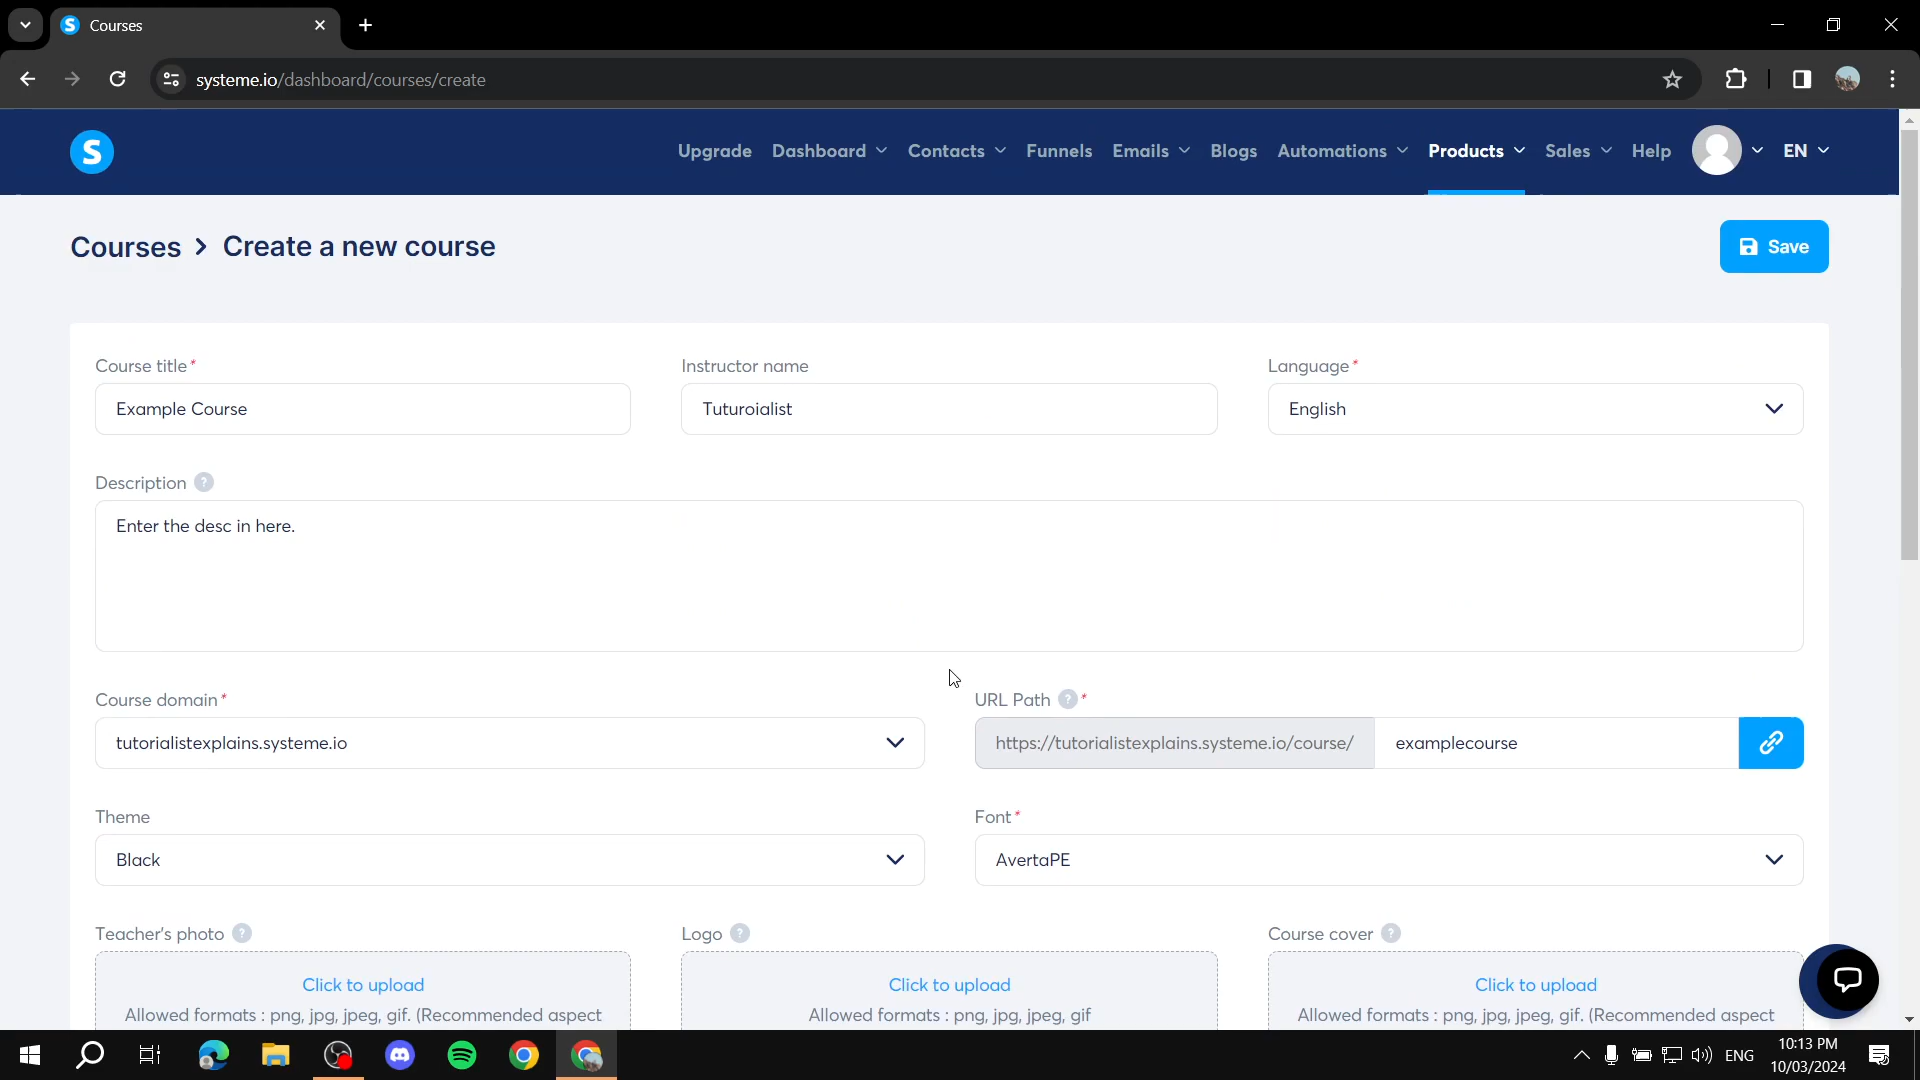 Courses
systeme.io/dashboard/courses/create
S Upgrade Dashboard Contacts Funnels Emails Blogs Automations Products Sales Help EN
Courses > Create a new course
Save
Course title* Instructor name Language*
Example Course Tuturoialist English
Description ?
Enter the desc in here.
Course domain* URL Path ? *
tutorialistexplains.systeme.io https://tutorialistexplains.systeme.io/course/ examplecourse
Theme Font*
Black AvertaPE
Teacher's photo ? Logo ? Course cover ?
Click to upload Click to upload Click to upload
Allowed formats : png, jpg, jpeg, gif. (Recommended aspect Allowed formats : png, jpg, jpeg, gif Allowed formats : png, jpg, jpeg, gif. (Recommended aspect
ENG 10:13 PM
10/03/2024